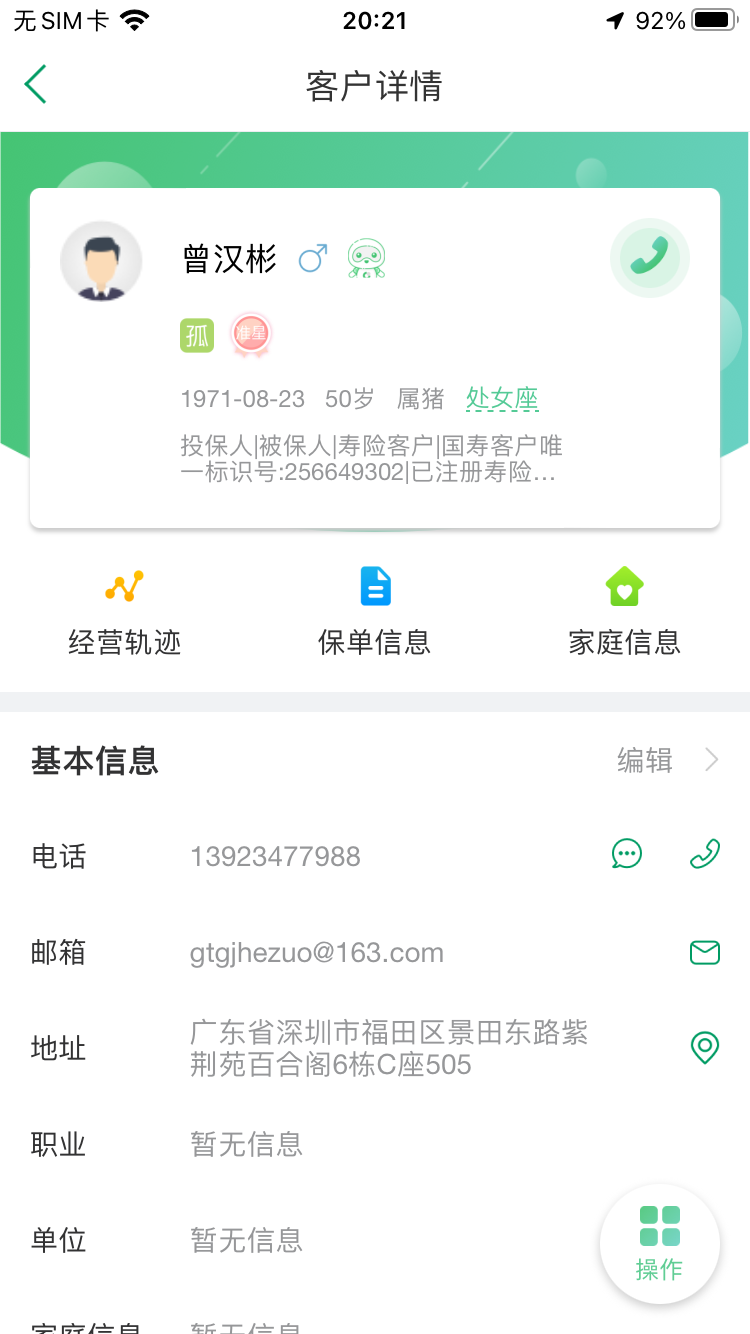 无SIM卡 20:21 92%
客户详情
曾汉彬
孤 准星
1971-08-23 50岁 属猪 处女座
投保人|被保人|寿险客户|国寿客户唯
一标识号:256649302|已注册寿险…
经营轨迹 保单信息 家庭信息
基本信息 编辑
电话 13923477988
邮箱 gtgjhezuo@163.com
地址 广东省深圳市福田区景田东路紫
荆苑百合阁6栋C座505
职业 暂无信息
单位 暂无信息
操作
家庭信息 暂无信息